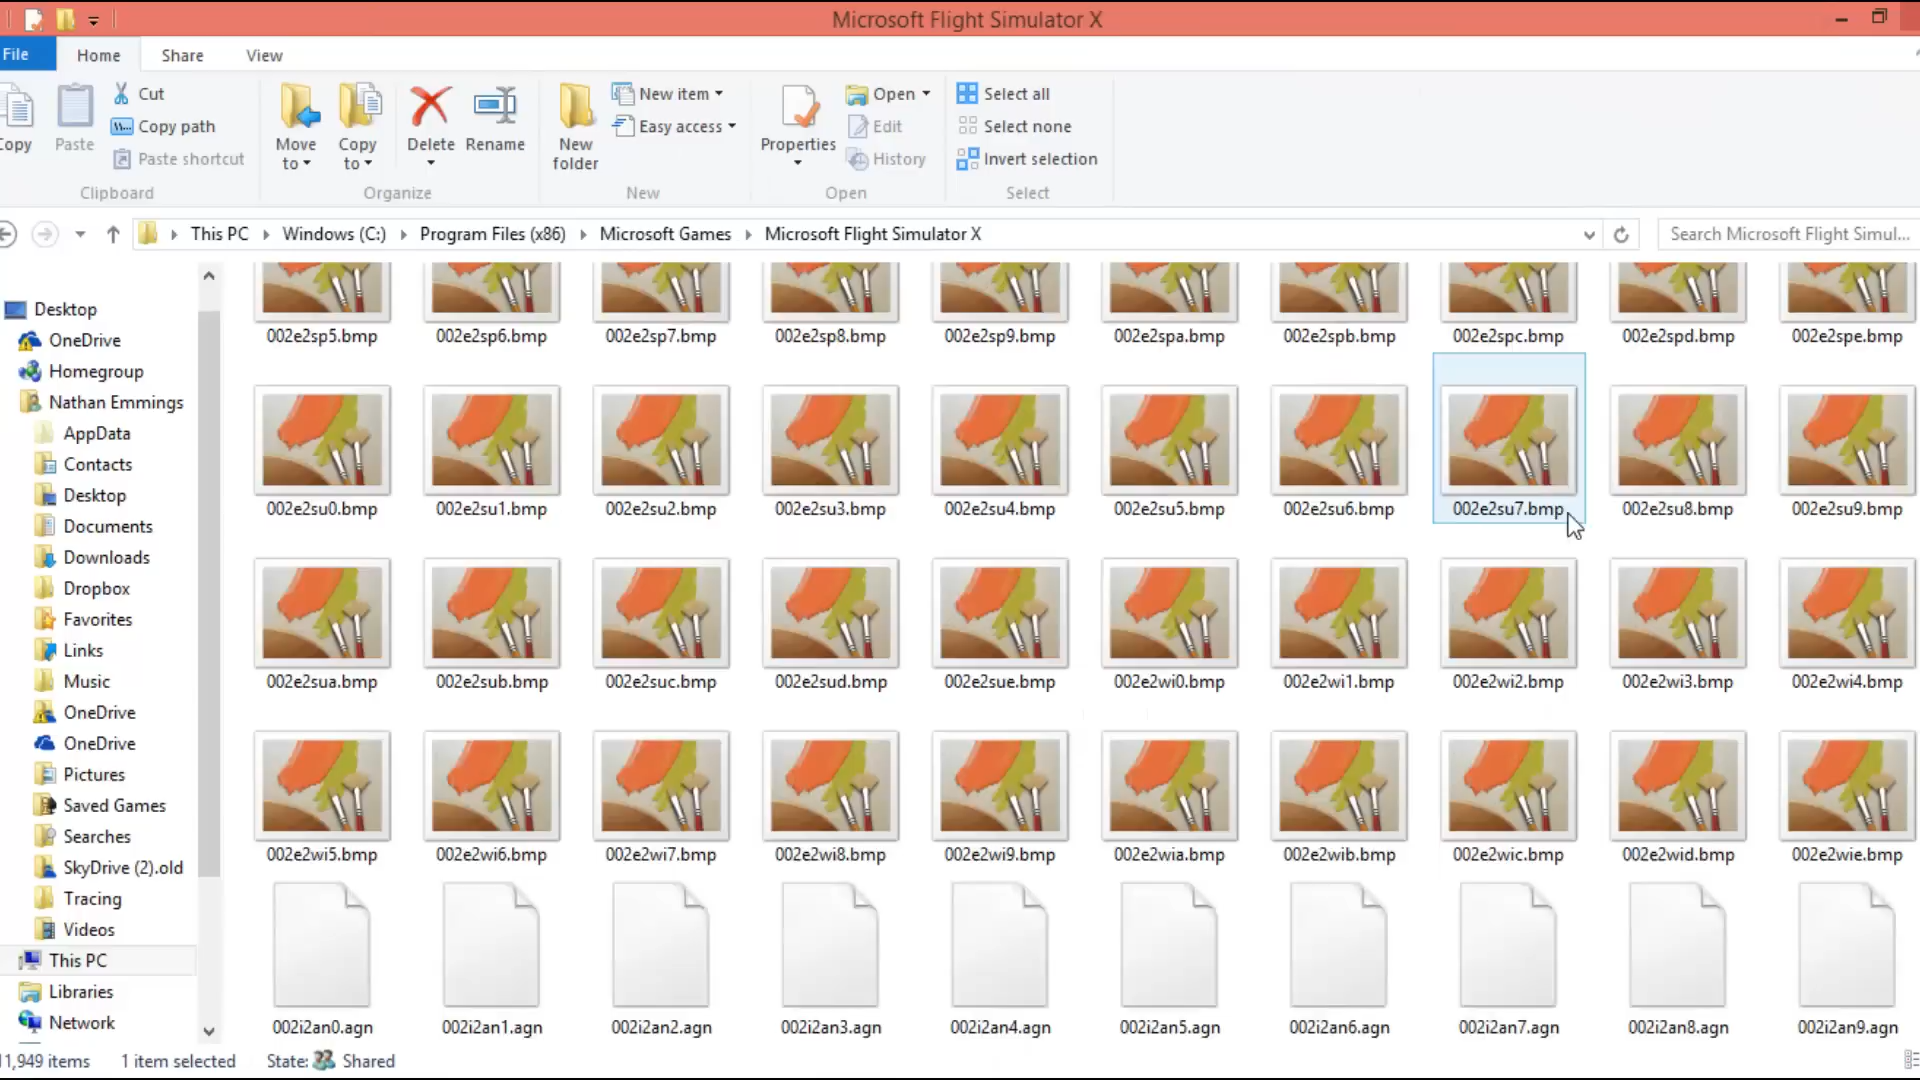 Microsoft Flight Simulator X
File Home Share View
Cut
Copy path
Paste shortcut
Paste
Clipboard
Move to
Copy to
Delete
Rename
Organize
New folder
New item
Easy access
New
Properties
Open
Edit
History
Open
Select all
Select none
Invert selection
Select
This PC Windows (C:) Program Files (x86) Microsoft Games Microsoft Flight Simulator X
Search Microsoft Flight Simul...
Desktop
OneDrive
Homegroup
Nathan Emmings
AppData
Contacts
Desktop
Documents
Downloads
Dropbox
Favorites
Links
Music
OneDrive
OneDrive
Pictures
Saved Games
Searches
SkyDrive (2).old
Tracing
Videos
This PC
Libraries
Network
002e2sp5.bmp 002e2sp6.bmp 002e2sp7.bmp 002e2sp8.bmp 002e2sp9.bmp 002e2spa.bmp 002e2spb.bmp 002e2spc.bmp 002e2spd.bmp 002e2spe.bmp
002e2su0.bmp 002e2su1.bmp 002e2su2.bmp 002e2su3.bmp 002e2su4.bmp 002e2su5.bmp 002e2su6.bmp 002e2su7.bmp 002e2su8.bmp 002e2su9.bmp
002e2sua.bmp 002e2sub.bmp 002e2suc.bmp 002e2sud.bmp 002e2sue.bmp 002e2wi0.bmp 002e2wi1.bmp 002e2wi2.bmp 002e2wi3.bmp 002e2wi4.bmp
002e2wi5.bmp 002e2wi6.bmp 002e2wi7.bmp 002e2wi8.bmp 002e2wi9.bmp 002e2wia.bmp 002e2wib.bmp 002e2wic.bmp 002e2wid.bmp 002e2wie.bmp
002i2an0.agn 002i2an1.agn 002i2an2.agn 002i2an3.agn 002i2an4.agn 002i2an5.agn 002i2an6.agn 002i2an7.agn 002i2an8.agn 002i2an9.agn
1,949 items 1 item selected State: Shared